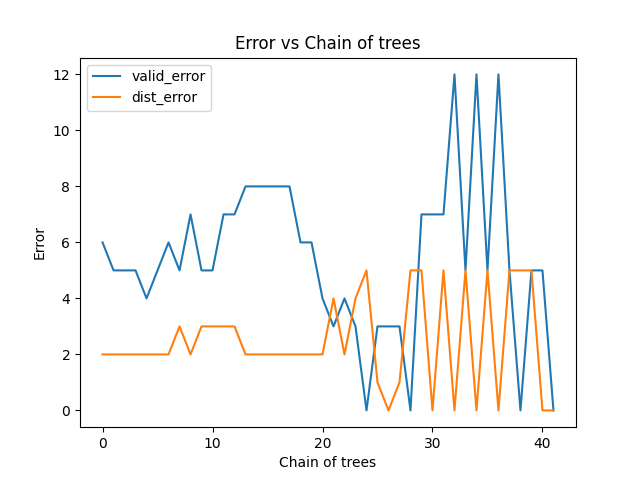 Error vs Chain of trees
valid_error
dist_error
12
10
8
6
4
2
0
Error
0 10 20 30 40
Chain of trees